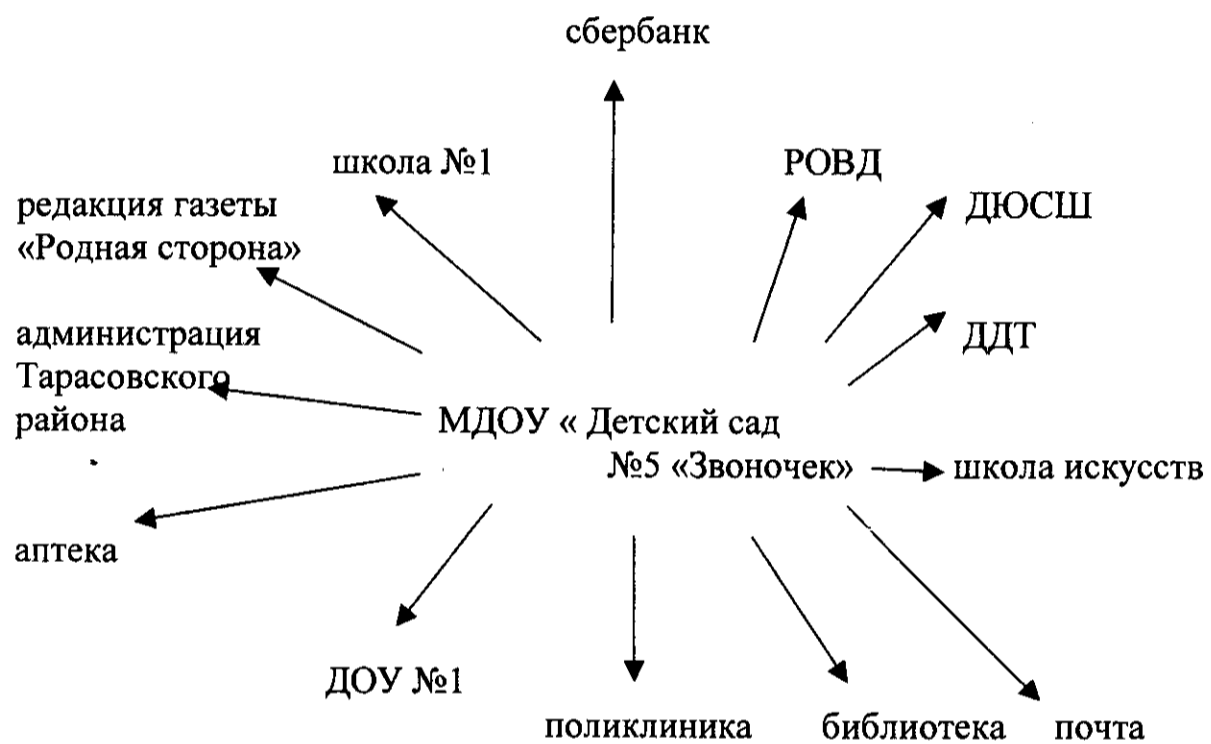 сбербанк
школа №1
РОВД
редакция газеты
«Родная сторона»
ДЮСШ
администрация
Тарасовского
района
ДДТ
МДОУ « Детский сад
№5 «Звоночек»
школа искусств
аптека
ДОУ №1
поликлиника
библиотека
почта